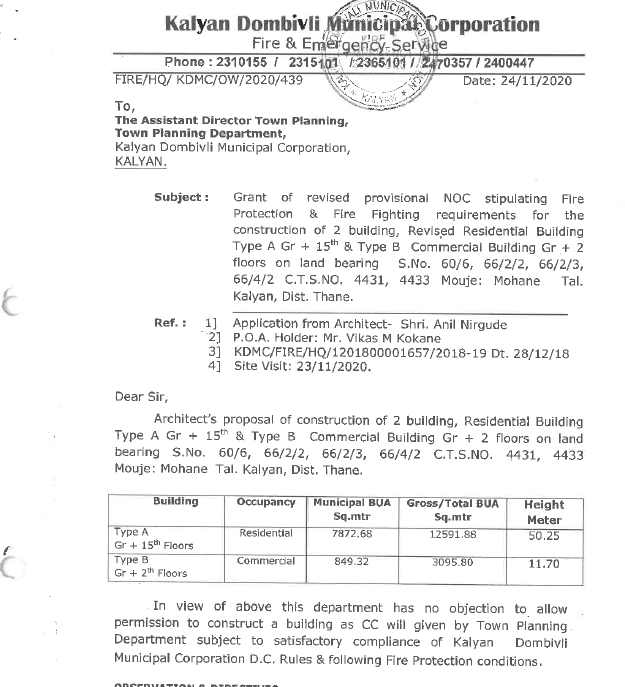 Kalyan Dombivli Municipal Corporation
Fire & Emergency Service
Phone : 2310155 / 2315101 / 2365101 / 2470357 / 2400447
FIRE/HQ/ KDMC/OW/2020/439 Date: 24/11/2020
To,
The Assistant Director Town Planning,
Town Planning Department,
Kalyan Dombivli Municipal Corporation,
KALYAN.
Subject : Grant of revised provisional NOC stipulating Fire
Protection & Fire Fighting requirements for the
construction of 2 building, Revised Residential Building
Type A Gr + 15th & Type B Commercial Building Gr + 2
floors on land bearing S.No. 60/6, 66/2/2, 66/2/3,
66/4/2 C.T.S.NO. 4431, 4433 Mouje: Mohane Tal.
Kalyan, Dist. Thane.
Ref. : 1] Application from Architect- Shri. Anil Nirgude
2] P.O.A. Holder: Mr. Vikas M Kokane
3] KDMC/FIRE/HQ/1201800001657/2018-19 Dt. 28/12/18
4] Site Visit: 23/11/2020.
Dear Sir,
Architect's proposal of construction of 2 building, Residential Building
Type A Gr + 15th & Type B Commercial Building Gr + 2 floors on land
bearing S.No. 60/6, 66/2/2, 66/2/3, 66/4/2 C.T.S.NO. 4431, 4433
Mouje: Mohane Tal. Kalyan, Dist. Thane.
Building Occupancy Municipal BUA Gross/Total BUA Height
Sq.mtr Sq.mtr Meter
Type A Residential 7872.68 12591.88 50.25
Gr + 15th Floors
Type B Commercial 849.32 3095.80 11.70
Gr + 2th Floors
In view of above this department has no objection to allow
permission to construct a building as CC will given by Town Planning
Department subject to satisfactory compliance of Kalyan Dombivli
Municipal Corporation D.C. Rules & following Fire Protection conditions.
OBSERVATION & DIRECTIVES
KALYAN